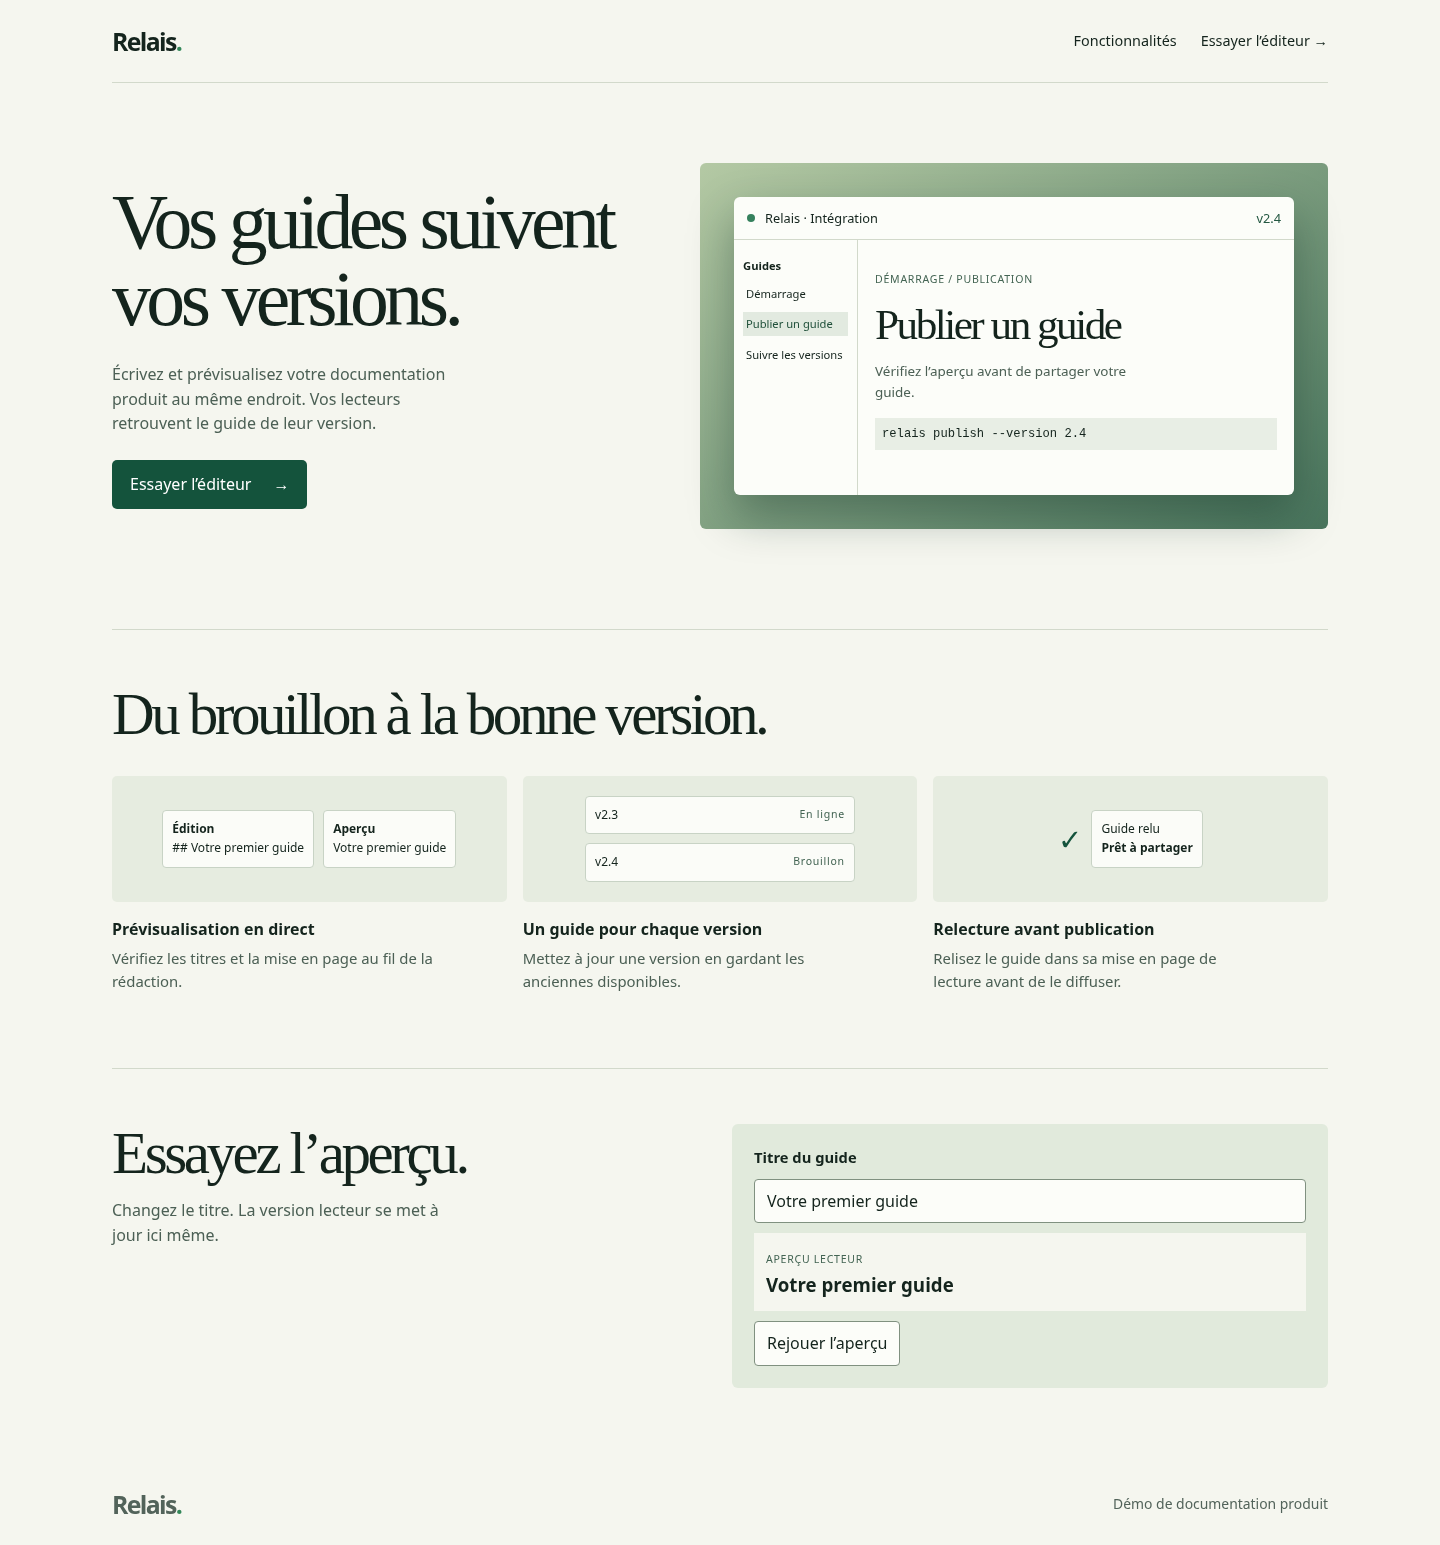 Relais.
Fonctionnalités
Essayer l’éditeur →
Vos guides suivent
vos versions.
Écrivez et prévisualisez votre documentation
produit au même endroit. Vos lecteurs
retrouvent le guide de leur version.
Essayer l’éditeur →
Relais · Intégration
v2.4
Guides
Démarrage
Publier un guide
Suivre les versions
DÉMARRAGE / PUBLICATION
Publier un guide
Vérifiez l’aperçu avant de partager votre
guide.
relais publish --version 2.4
Du brouillon à la bonne version.
Édition
## Votre premier guide
Aperçu
Votre premier guide
Prévisualisation en direct
Vérifiez les titres et la mise en page au fil de la
rédaction.
v2.3 En ligne
v2.4 Brouillon
Un guide pour chaque version
Mettez à jour une version en gardant les
anciennes disponibles.
✓
Guide relu
Prêt à partager
Relecture avant publication
Relisez le guide dans sa mise en page de
lecture avant de le diffuser.
Essayez l’aperçu.
Changez le titre. La version lecteur se met à
jour ici même.
Titre du guide
Votre premier guide
APERÇU LECTEUR
Votre premier guide
Rejouer l’aperçu
Relais.
Démo de documentation produit